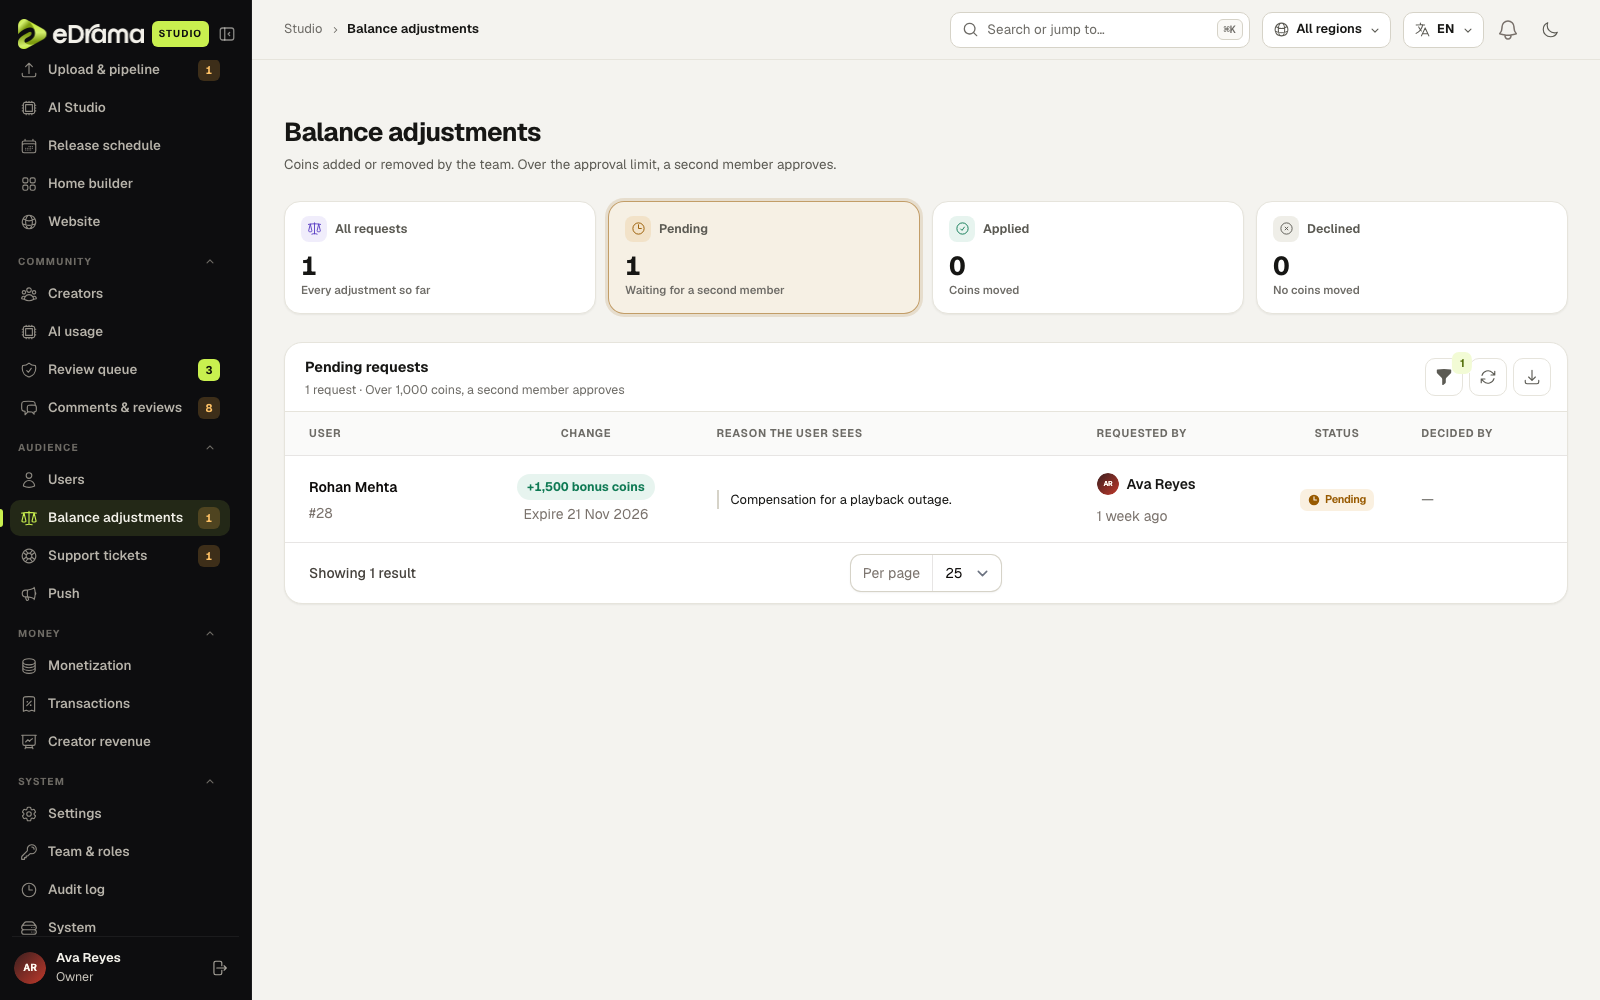 eDrama STUDIO
Upload & pipeline 1
AI Studio
Release schedule
Home builder
Website
COMMUNITY
Creators
AI usage
Review queue 3
Comments & reviews 8
AUDIENCE
Users
Balance adjustments 1
Support tickets 1
Push
MONEY
Monetization
Transactions
Creator revenue
SYSTEM
Settings
Team & roles
Audit log
System
AR Ava Reyes
Owner
Studio › Balance adjustments
Search or jump to... ⌘K
All regions
EN
Balance adjustments
Coins added or removed by the team. Over the approval limit, a second member approves.
All requests
1
Every adjustment so far
Pending
1
Waiting for a second member
Applied
0
Coins moved
Declined
0
No coins moved
Pending requests
1 request · Over 1,000 coins, a second member approves
1
USER CHANGE REASON THE USER SEES REQUESTED BY STATUS DECIDED BY
Rohan Mehta
#28
+1,500 bonus coins
Expire 21 Nov 2026
Compensation for a playback outage.
AR Ava Reyes
1 week ago
Pending
—
Showing 1 result
Per page 25